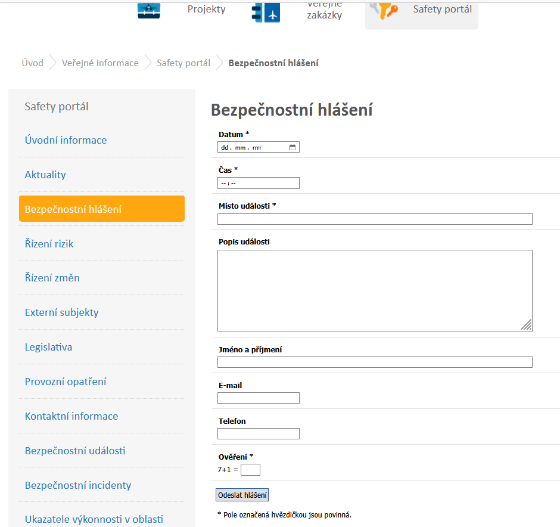 Projekty
Veřejné
zakázky
Safety portál
Úvod
Veřejné informace
Safety portál
Bezpečnostní hlášení
Safety portál
Úvodní informace
Aktuality
Bezpečnostní hlášení
Řízení rizik
Řízení změn
Externí subjekty
Legislativa
Provozní opatření
Kontaktní informace
Bezpečnostní události
Bezpečnostní incidenty
Ukazatele výkonnosti v oblasti
Bezpečnostní hlášení
Datum *
dd. mm. rrrr
Čas *
--:--
Místo události *
Popis události
Jméno a příjmení
E-mail
Telefon
Ověření *
7+1 =
Odeslat hlášení
* Pole označená hvězdičkou jsou povinná.